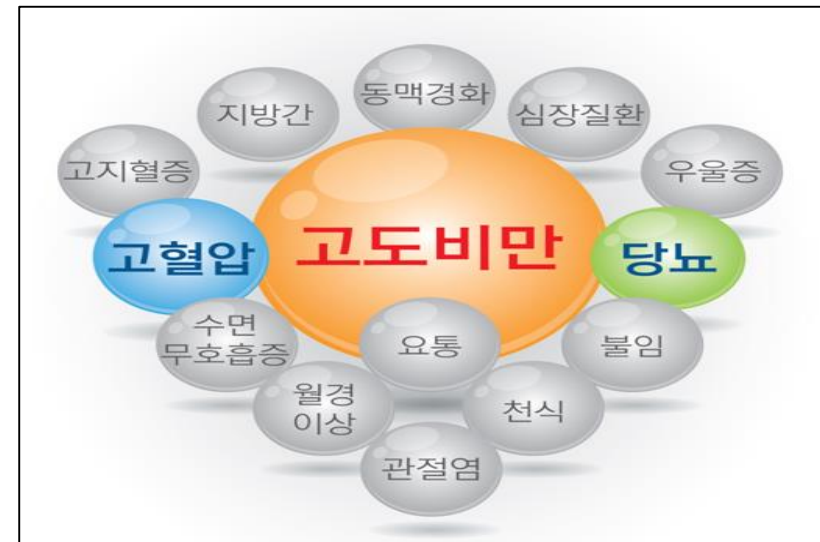 동맥경화
지방간
심장질환
고지혈증
우울증
고혈압
고도비만
당뇨
수면
무호흡증
요통
불임
월경
이상
천식
관절염